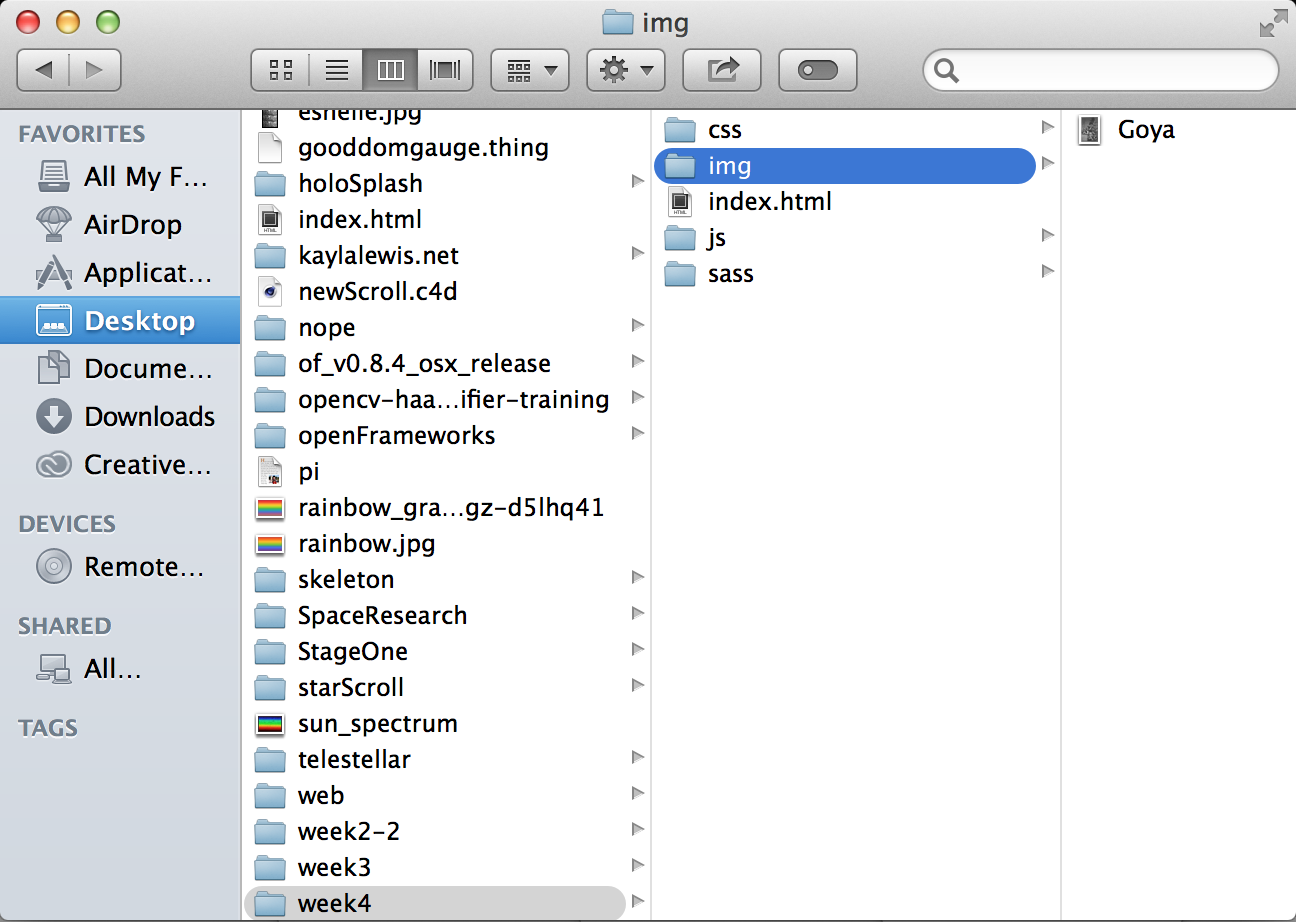 img
FAVORITES
All My F...
AirDrop
Applicat...
Desktop
Docume...
Downloads
Creative...
DEVICES
Remote...
SHARED
All...
TAGS
eshelle.jpg
gooddomgauge.thing
holoSplash
index.html
kaylalewis.net
newScroll.c4d
nope
of_v0.8.4_osx_release
opencv-haa...ifier-training
openFrameworks
pi
rainbow_gra...gz-d5lhq41
rainbow.jpg
skeleton
SpaceResearch
StageOne
starScroll
sun_spectrum
telestellar
web
week2-2
week3
week4
css
img
index.html
js
sass
Goya